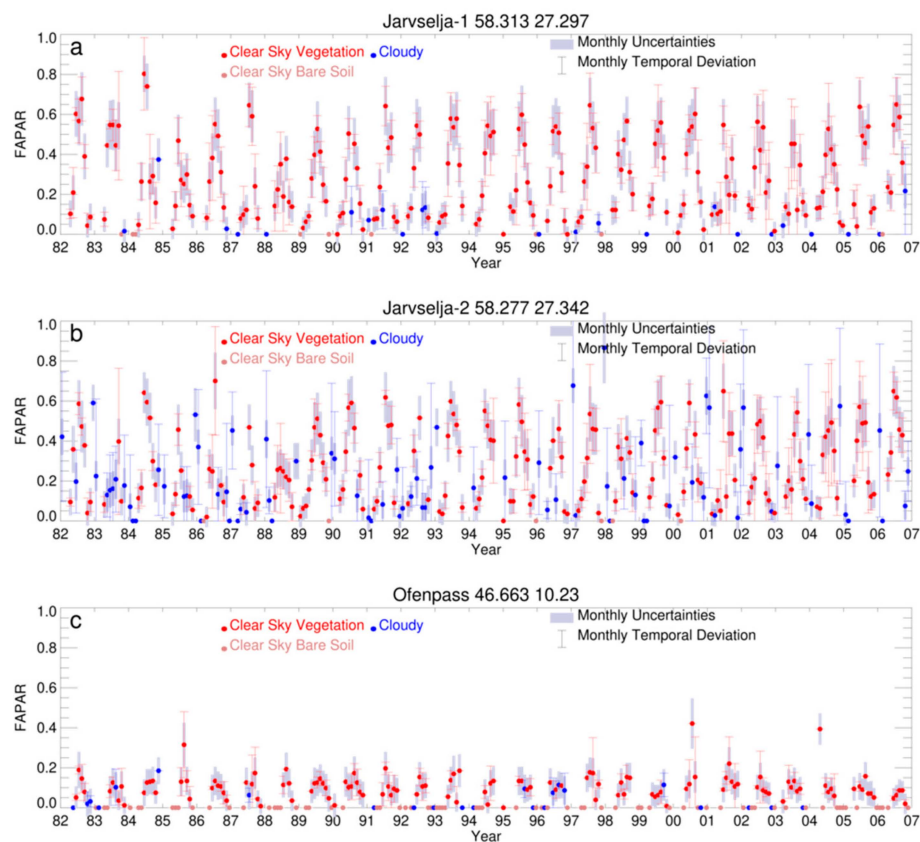 Jarvselja-1 58.313 27.297
a
Clear Sky Vegetation Cloudy Monthly Uncertainties
Clear Sky Bare Soil Monthly Temporal Deviation
FAPAR
1.0
0.8
0.6
0.4
0.2
0.0
82 83 84 85 86 87 88 89 90 91 92 93 94 95 96 97 98 99 00 01 02 03 04 05 06 07
Year
Jarvselja-2 58.277 27.342
b
Clear Sky Vegetation Cloudy Monthly Uncertainties
Clear Sky Bare Soil Monthly Temporal Deviation
FAPAR
1.0
0.8
0.6
0.4
0.2
0.0
82 83 84 85 86 87 88 89 90 91 92 93 94 95 96 97 98 99 00 01 02 03 04 05 06 07
Year
Ofenpass 46.663 10.23
c
Clear Sky Vegetation Cloudy Monthly Uncertainties
Clear Sky Bare Soil Monthly Temporal Deviation
FAPAR
1.0
0.8
0.6
0.4
0.2
0.0
82 83 84 85 86 87 88 89 90 91 92 93 94 95 96 97 98 99 00 01 02 03 04 05 06 07
Year